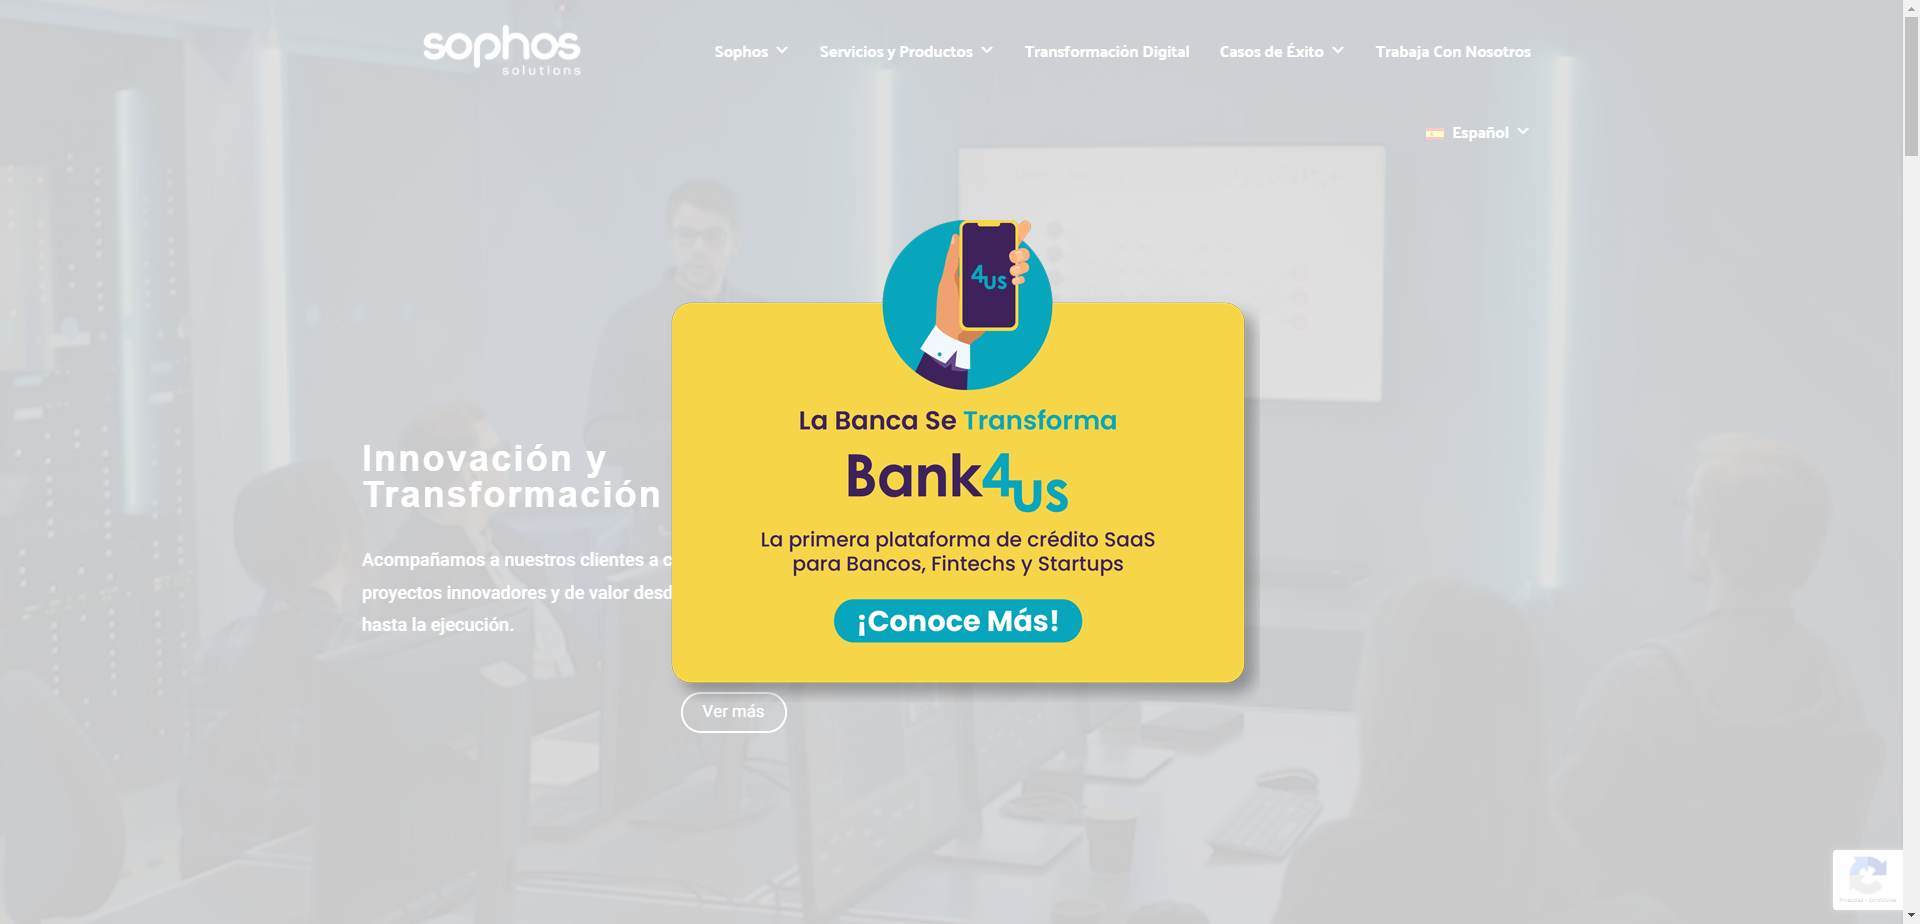 sophos
solutions
Sophos
Servicios y Productos
Transformación Digital
Casos de Éxito
Trabaja Con Nosotros
Español
4us
La Banca Se Transforma
Bank4us
La primera plataforma de crédito SaaS
para Bancos, Fintechs y Startups
¡Conoce Más!
Innovación y
Transformación
Acompañamos a nuestros clientes a c
proyectos innovadores y de valor desd
hasta la ejecución.
Ver más